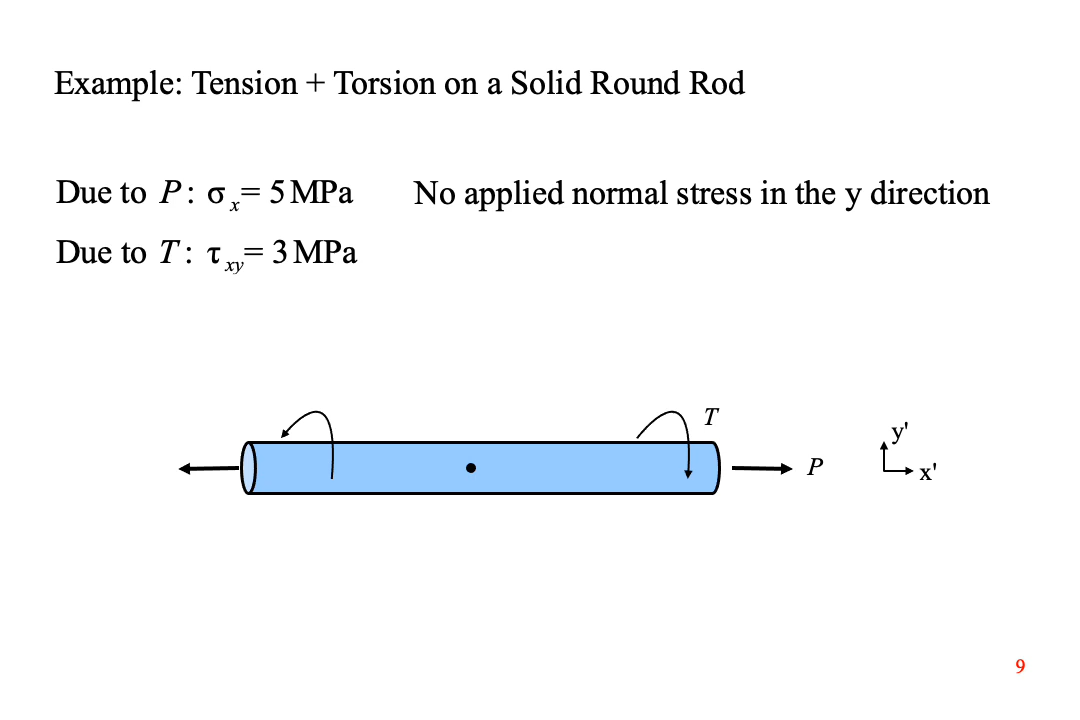 Example: Tension + Torsion on a Solid Round Rod
Due to P: σx= 5 MPa No applied normal stress in the y direction
Due to T: τxy= 3 MPa
T
P
y'
x'
9